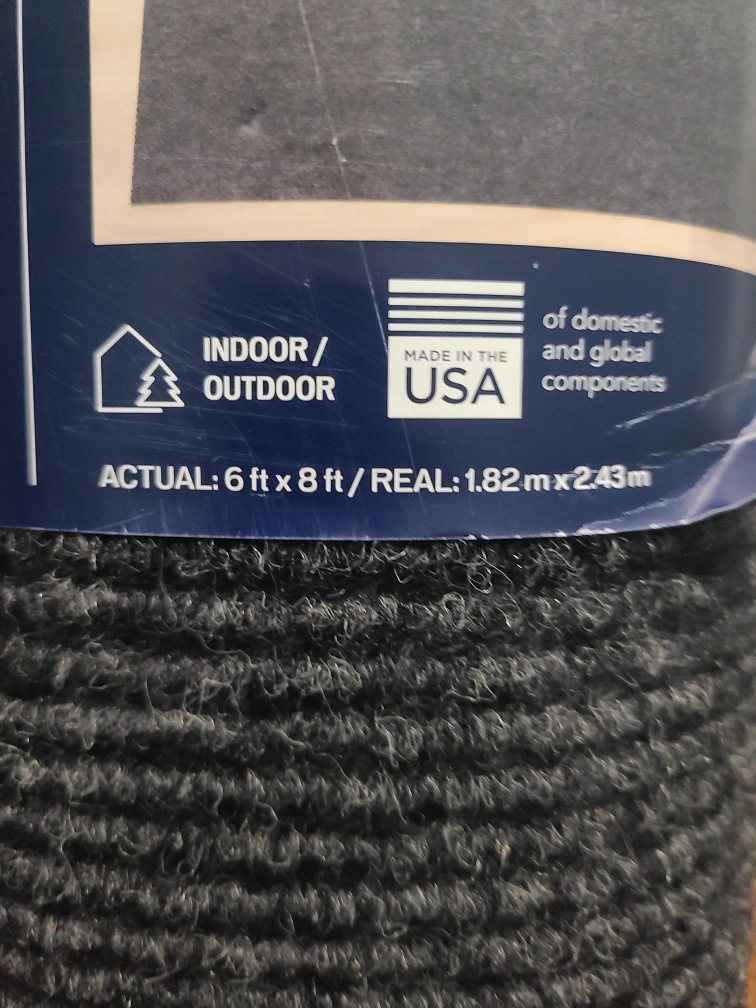 INDOOR/
OUTDOOR
MADE IN THE
USA
of domestic
and global
components
ACTUAL: 6 ft x 8 ft / REAL: 1.82 m x 2.43 m